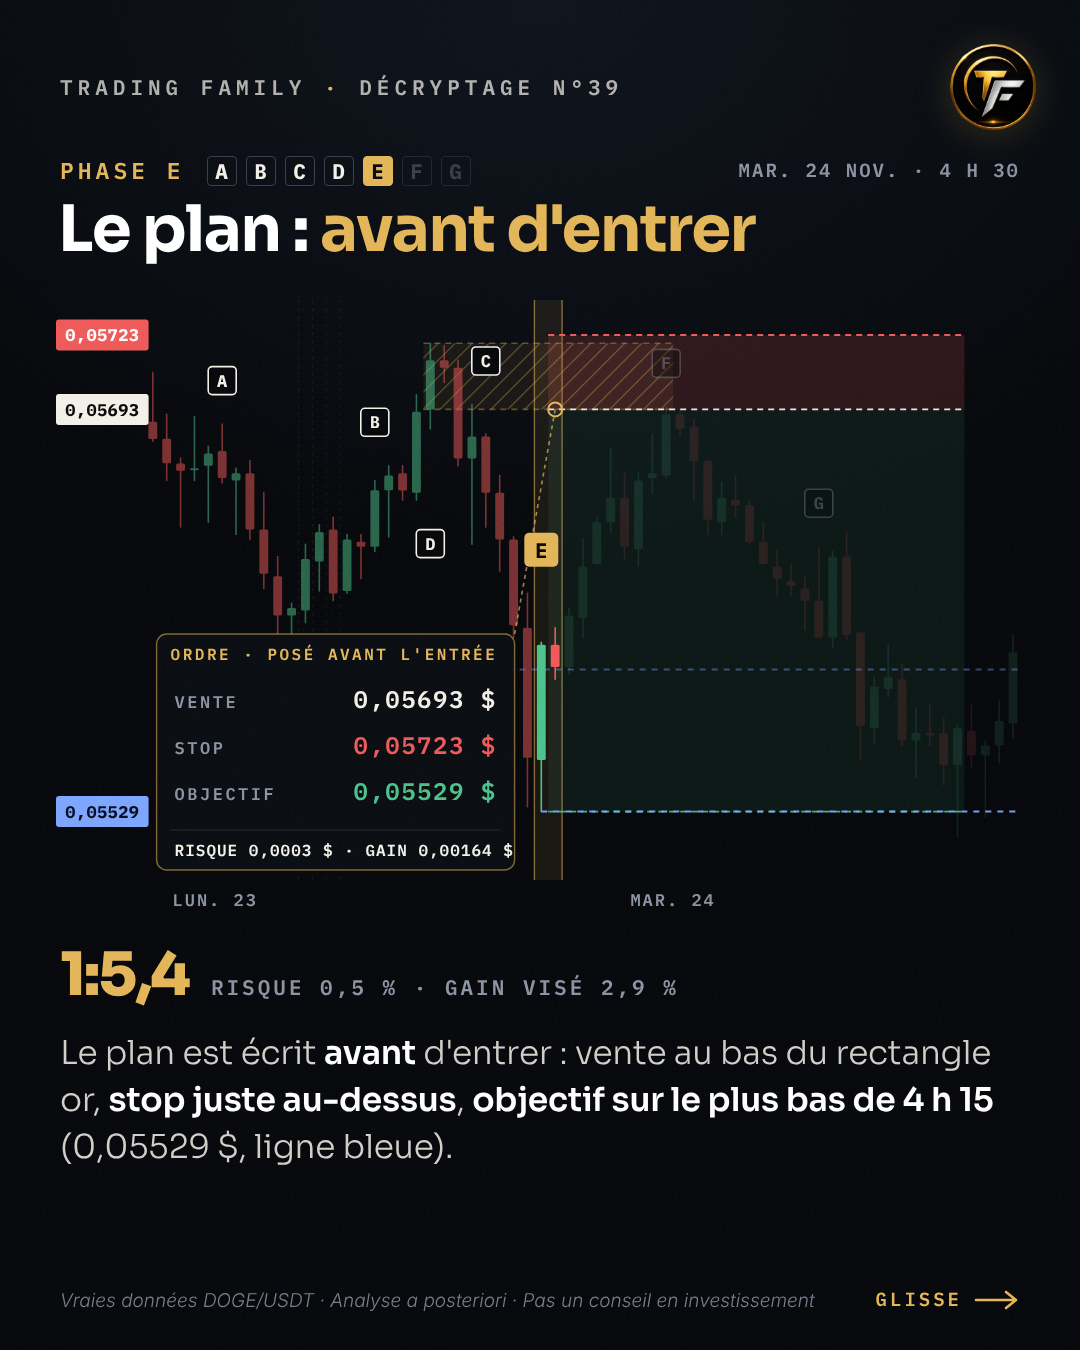 TRADING FAMILY · DÉCRYPTAGE N°39
TF
PHASE E A B C D E F G
MAR. 24 NOV. · 4 H 30
Le plan : avant d'entrer
0,05723
0,05693
A
B
C
D
E
F
G
ORDRE · POSÉ AVANT L'ENTRÉE
VENTE 0,05693 $
STOP 0,05723 $
OBJECTIF 0,05529 $
RISQUE 0,0003 $ · GAIN 0,00164 $
0,05529
LUN. 23
MAR. 24
1:5,4 RISQUE 0,5 % · GAIN VISÉ 2,9 %
Le plan est écrit avant d'entrer : vente au bas du rectangle
or, stop juste au-dessus, objectif sur le plus bas de 4 h 15
(0,05529 $, ligne bleue).
Vraies données DOGE/USDT · Analyse a posteriori · Pas un conseil en investissement
GLISSE →